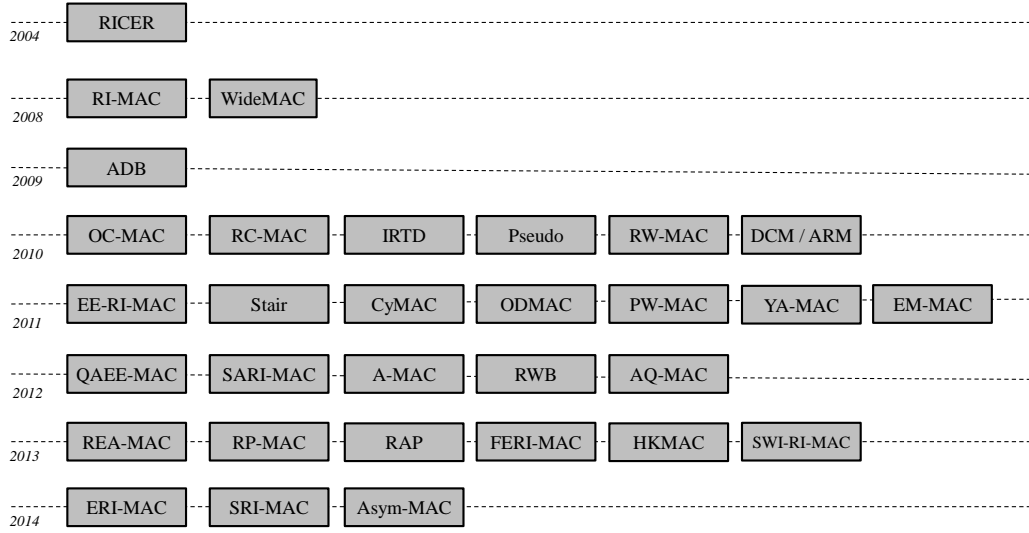 2004 RICER
2008 RI-MAC WideMAC
2009 ADB
2010 OC-MAC RC-MAC IRTD Pseudo RW-MAC DCM / ARM
2011 EE-RI-MAC Stair CyMAC ODMAC PW-MAC YA-MAC EM-MAC
2012 QAEE-MAC SARI-MAC A-MAC RWB AQ-MAC
2013 REA-MAC RP-MAC RAP FERI-MAC HKMAC SWI-RI-MAC
2014 ERI-MAC SRI-MAC Asym-MAC